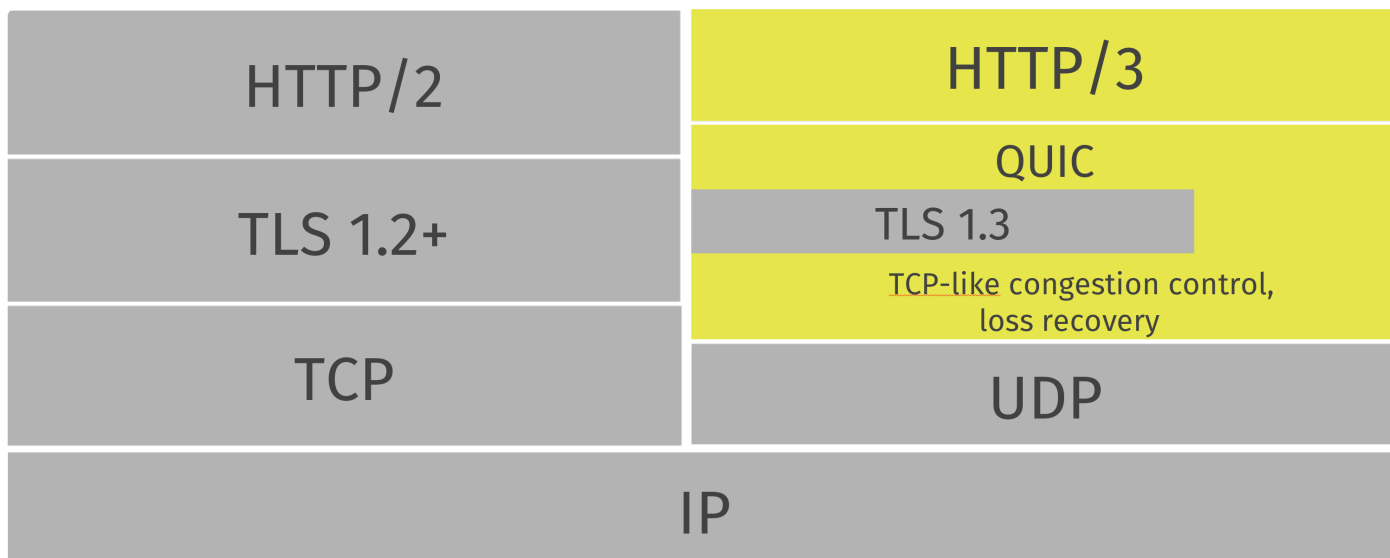 HTTP/2
TLS 1.2+
TCP
HTTP/3
QUIC
TLS 1.3
TCP-like congestion control,
loss recovery
UDP
IP